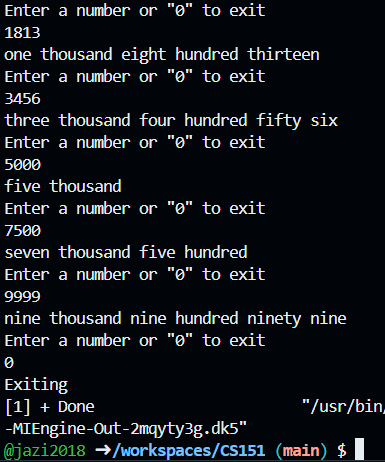 Enter a number or "0" to exit
1813
one thousand eight hundred thirteen
Enter a number or "0" to exit
3456
three thousand four hundred fifty six
Enter a number or "0" to exit
5000
five thousand
Enter a number or "0" to exit
7500
seven thousand five hundred
Enter a number or "0" to exit
9999
nine thousand nine hundred ninety nine
Enter a number or "0" to exit
0
Exiting
[1] + Done "/usr/bin/
-MIEngine-Out-2mqyty3g.dk5"
@jazi2018 ➜/workspaces/CS151 (main) $